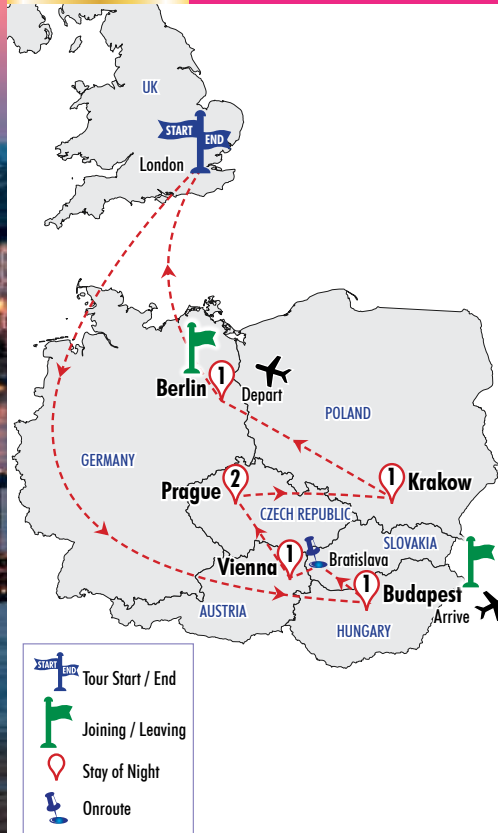 UK
START
END
London
Berlin
1
Depart
POLAND
GERMANY
Prague
2
1
Krakow
CZECH REPUBLIC
SLOVAKIA
Vienna
1
Bratislava
1
Budapest
Arrive
AUSTRIA
HUNGARY
START
END
Tour Start / End
Joining / Leaving
Stay of Night
Onroute